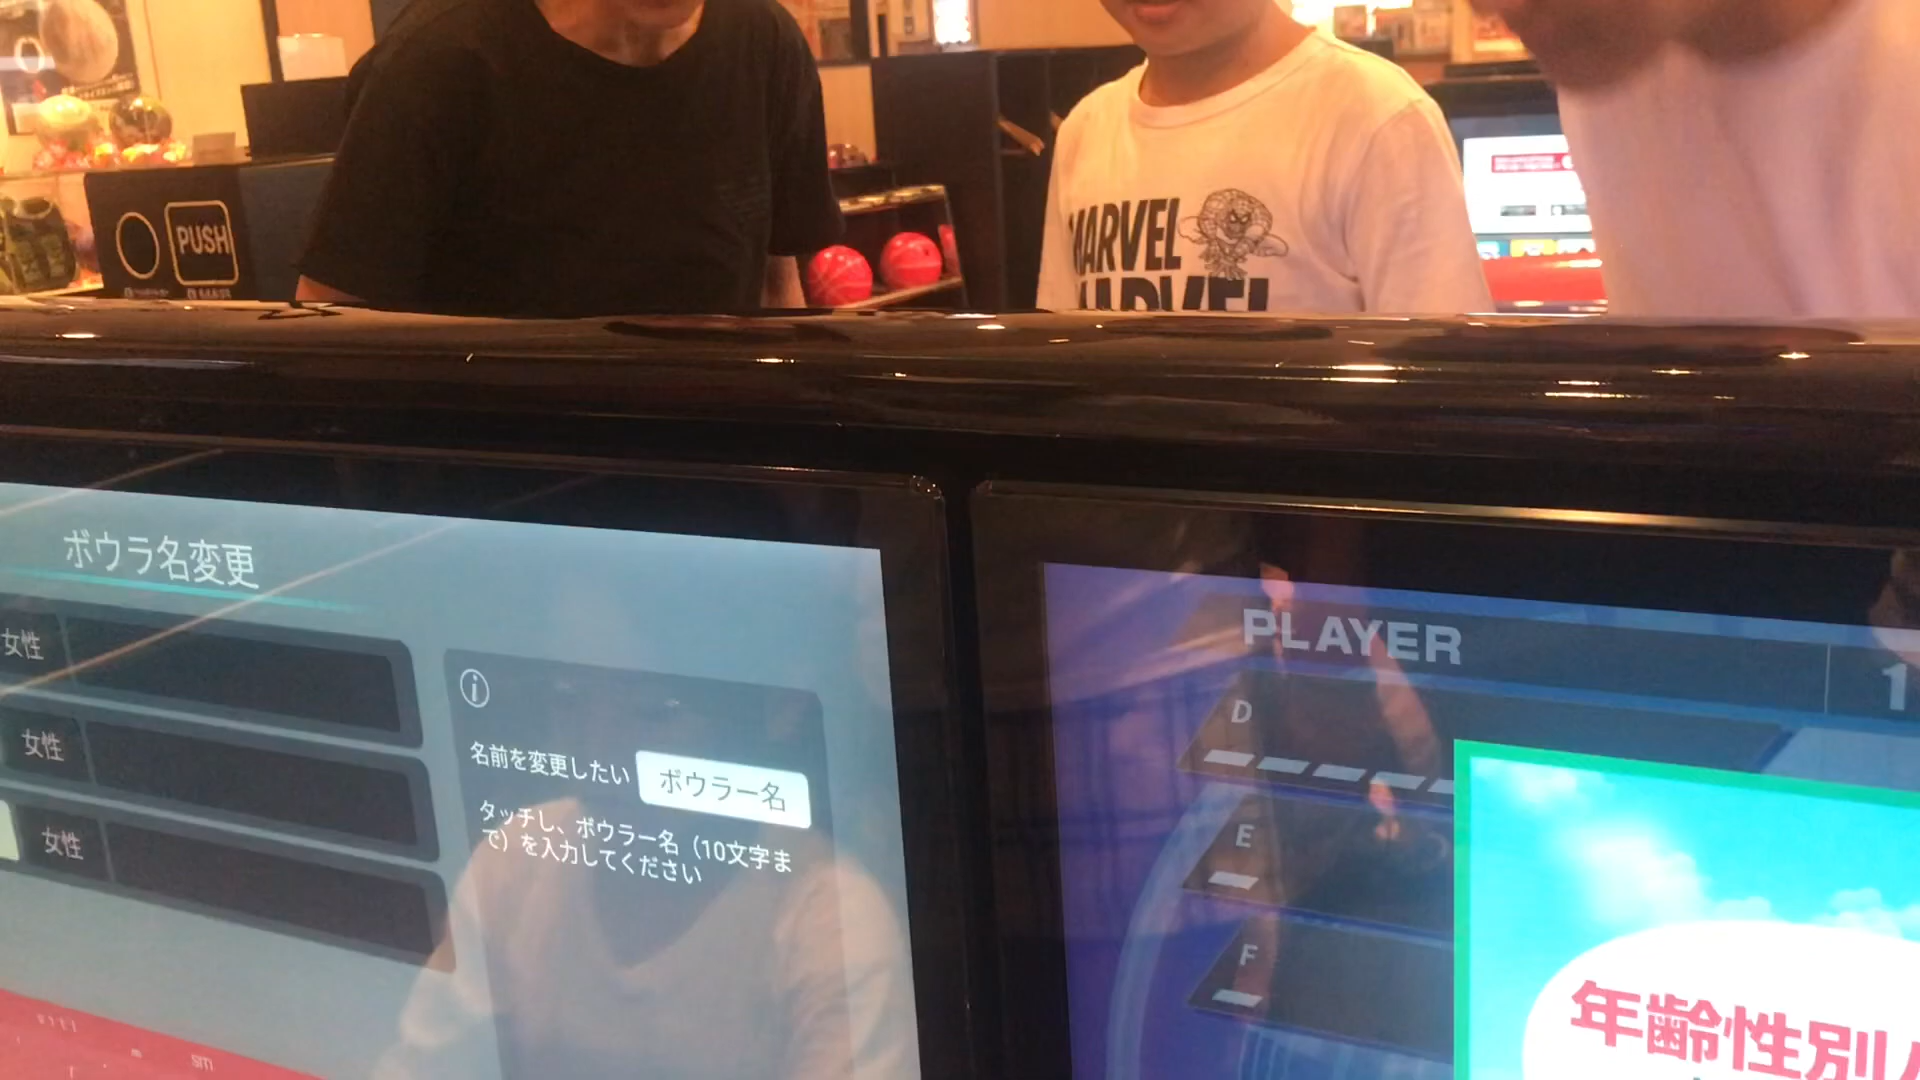 PUSH
MARVEL
MARVEL
ボウラ名変更
女性
女性
女性
名前を変更したい ボウラー名
タッチし、ボウラー名（10文字ま
で）を入力してください
PLAYER
1
D
E
F
年齢性別